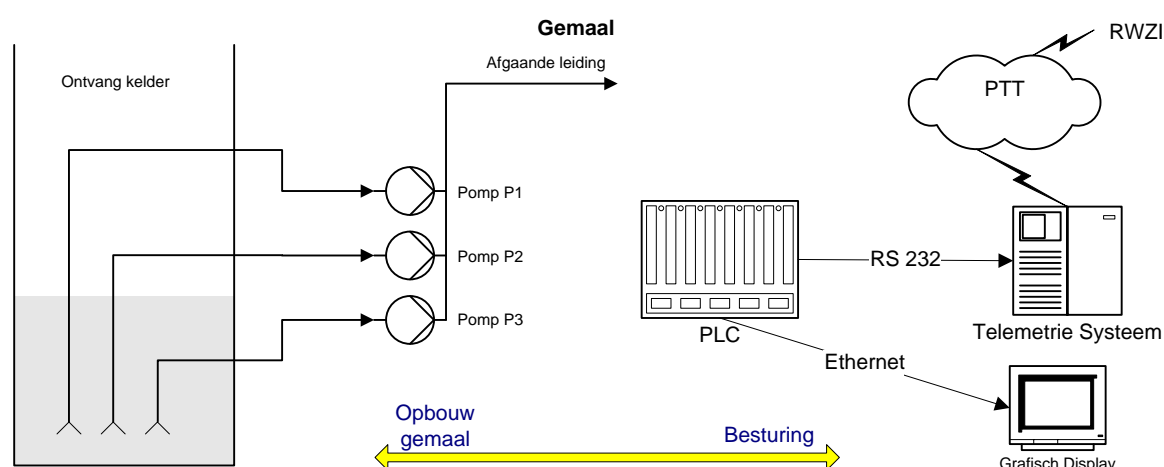 Gemaal
Ontvang kelder
Afgaande leiding
RWZI
PTT
Pomp P1
Pomp P2
Pomp P3
RS 232
PLC
Telemetrie Systeem
Ethernet
Opbouw
gemaal
Besturing
Grafisch Display